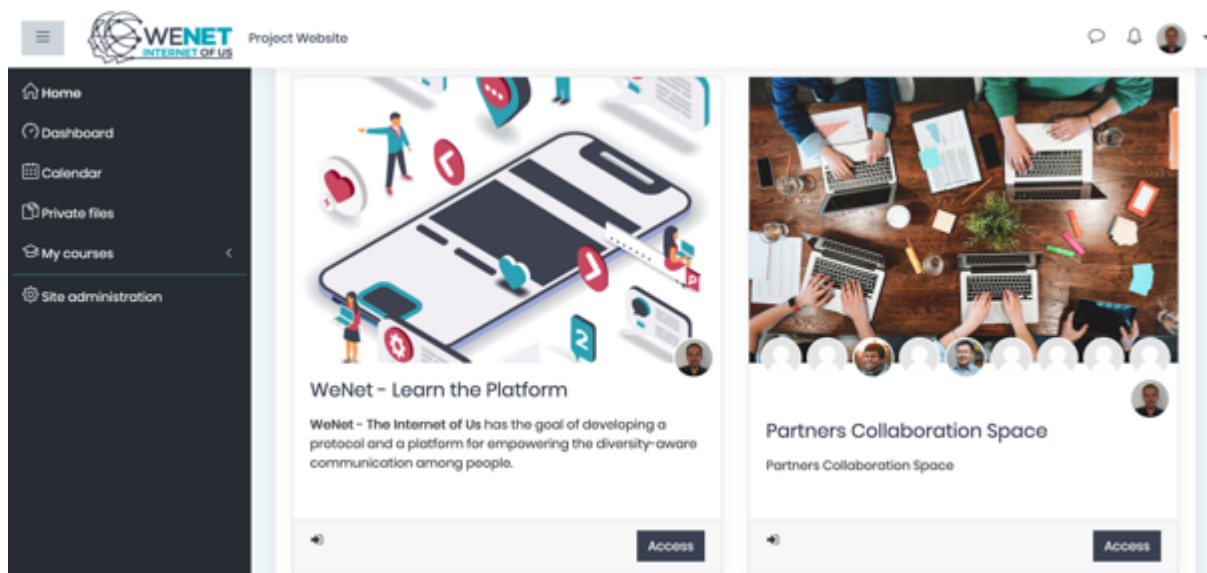 WENET
INTERNET OF US
Project Website
Home
Dashboard
Calendar
Private files
My courses
Site administration
2
WeNet - Learn the Platform
WeNet - The Internet of Us has the goal of developing a
protocol and a platform for empowering the diversity-aware
communication among people.
Access
Partners Collaboration Space
Partners Collaboration Space
Access